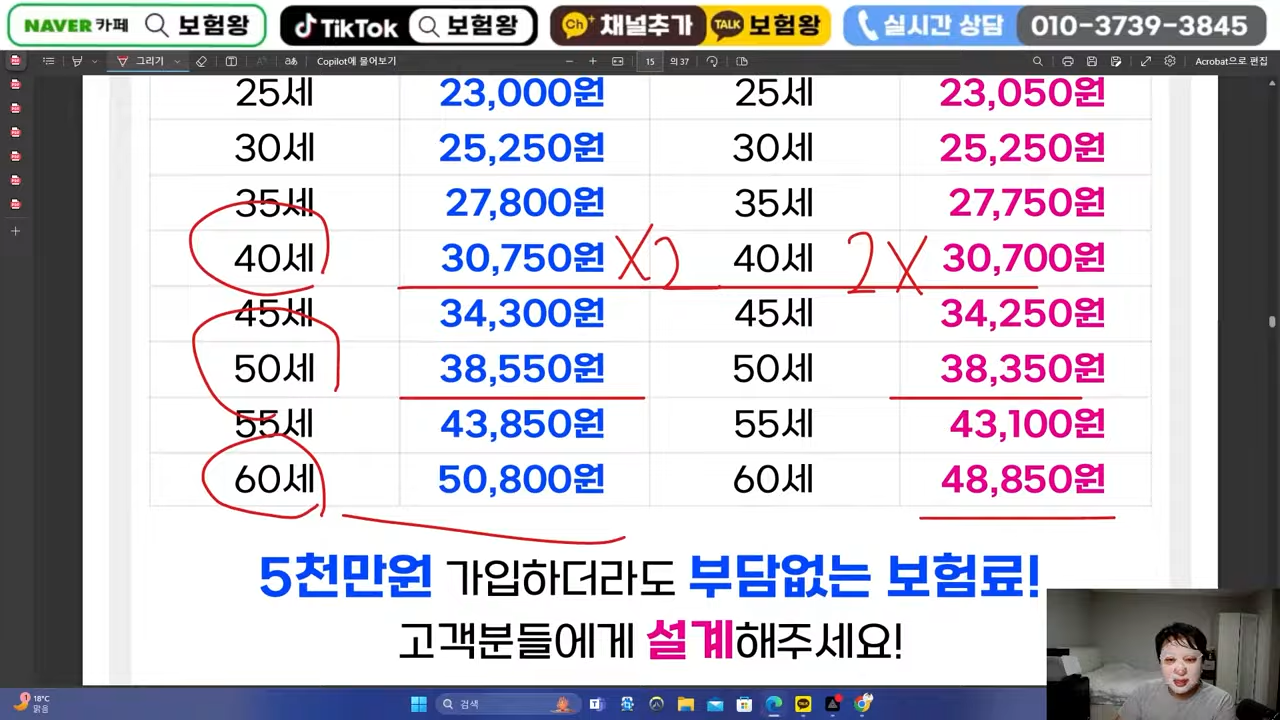 NAVER 카페 보험왕 TikTok 보험왕 Ch+ 채널추가 TALK 보험왕 실시간 상담 010-3739-3845
그리기 aあ Copilot에 물어보기 15 의 37 Acrobat으로 편집
25세 23,000원 25세 23,050원
30세 25,250원 30세 25,250원
35세 27,800원 35세 27,750원
40세 30,750원 X2 40세 2X 30,700원
45세 34,300원 45세 34,250원
50세 38,550원 50세 38,350원
55세 43,850원 55세 43,100원
60세 50,800원 60세 48,850원
5천만원 가입하더라도 부담없는 보험료!
고객분들에게 설계해주세요!
1 18°C
맑음
검색